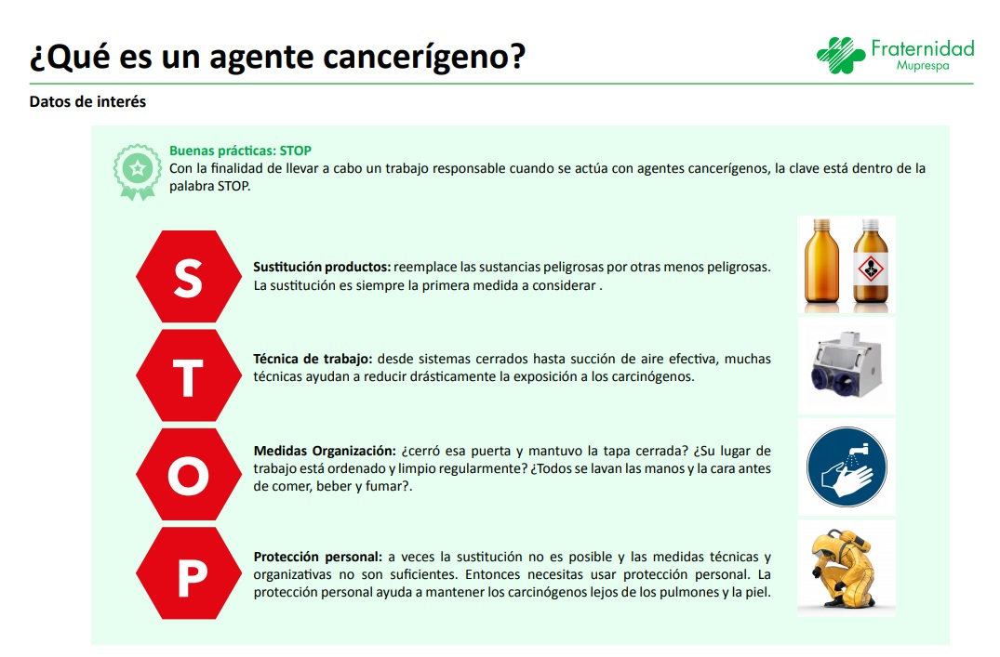 ¿Qué es un agente cancerígeno?
Fraternidad
Muprespa
Datos de interés
Buenas prácticas: STOP
Con la finalidad de llevar a cabo un trabajo responsable cuando se actúa con agentes cancerígenos, la clave está dentro de la
palabra STOP.
S
Sustitución productos: reemplace las sustancias peligrosas por otras menos peligrosas.
La sustitución es siempre la primera medida a considerar .
T
Técnica de trabajo: desde sistemas cerrados hasta succión de aire efectiva, muchas
técnicas ayudan a reducir drásticamente la exposición a los carcinógenos.
O
Medidas Organización: ¿cerró esa puerta y mantuvo la tapa cerrada? ¿Su lugar de
trabajo está ordenado y limpio regularmente? ¿Todos se lavan las manos y la cara antes
de comer, beber y fumar?.
P
Protección personal: a veces la sustitución no es posible y las medidas técnicas y
organizativas no son suficientes. Entonces necesitas usar protección personal. La
protección personal ayuda a mantener los carcinógenos lejos de los pulmones y la piel.